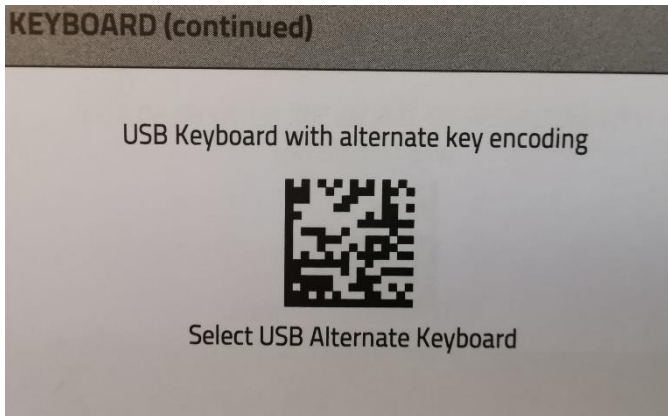 KEYBOARD (continued)
USB Keyboard with alternate key encoding
Select USB Alternate Keyboard